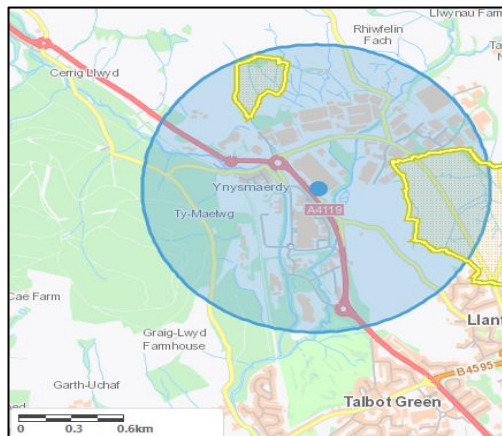 Llwynau Farm
Rhiwfelin
Fach
Cerrig Llwyd
Ynysmaerdy
Ty-Maelwg
A4119
Cae Farm
Graig-Lwyd
Farmhouse
Llant
B4595
Garth-Uchaf
Talbot Green
0 0.3 0.6km